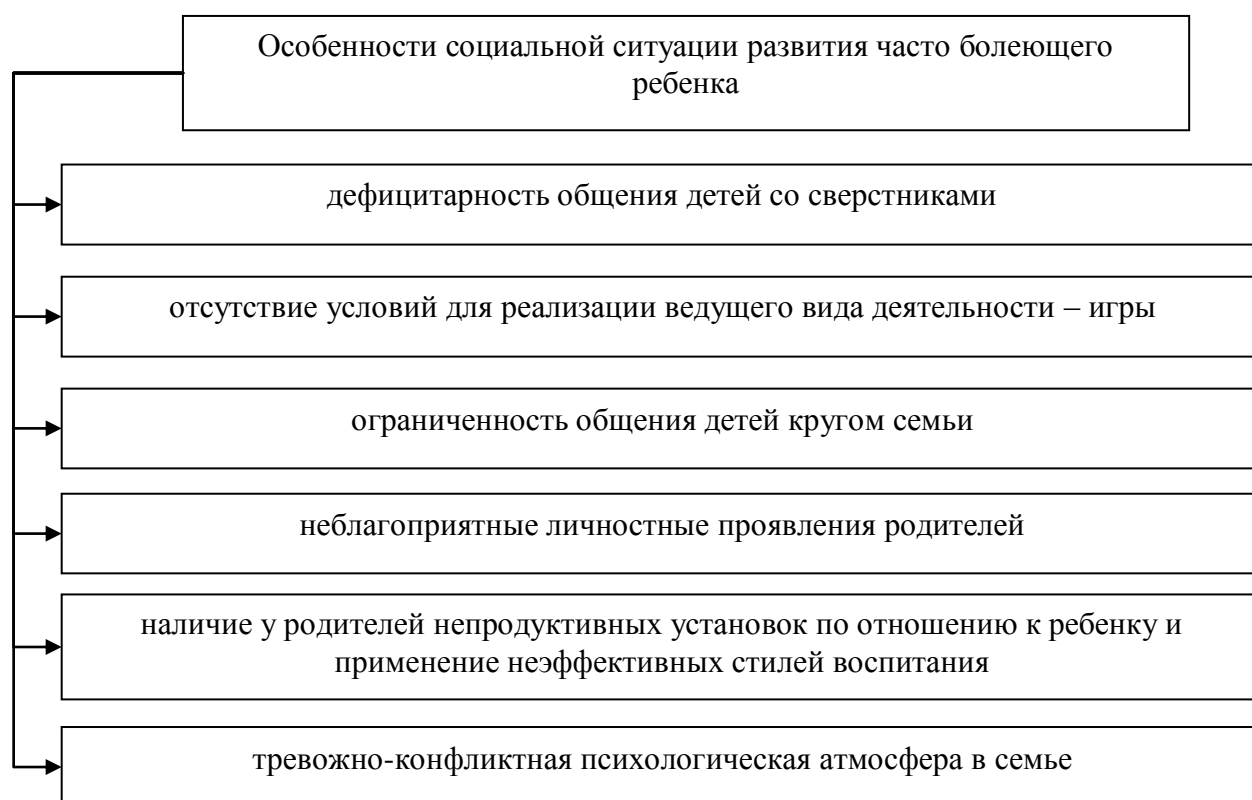 Особенности социальной ситуации развития часто болеющего
ребенка
дефицитарность общения детей со сверстниками
отсутствие условий для реализации ведущего вида деятельности – игры
ограниченность общения детей кругом семьи
неблагоприятные личностные проявления родителей
наличие у родителей непродуктивных установок по отношению к ребенку и
применение неэффективных стилей воспитания
тревожно-конфликтная психологическая атмосфера в семье